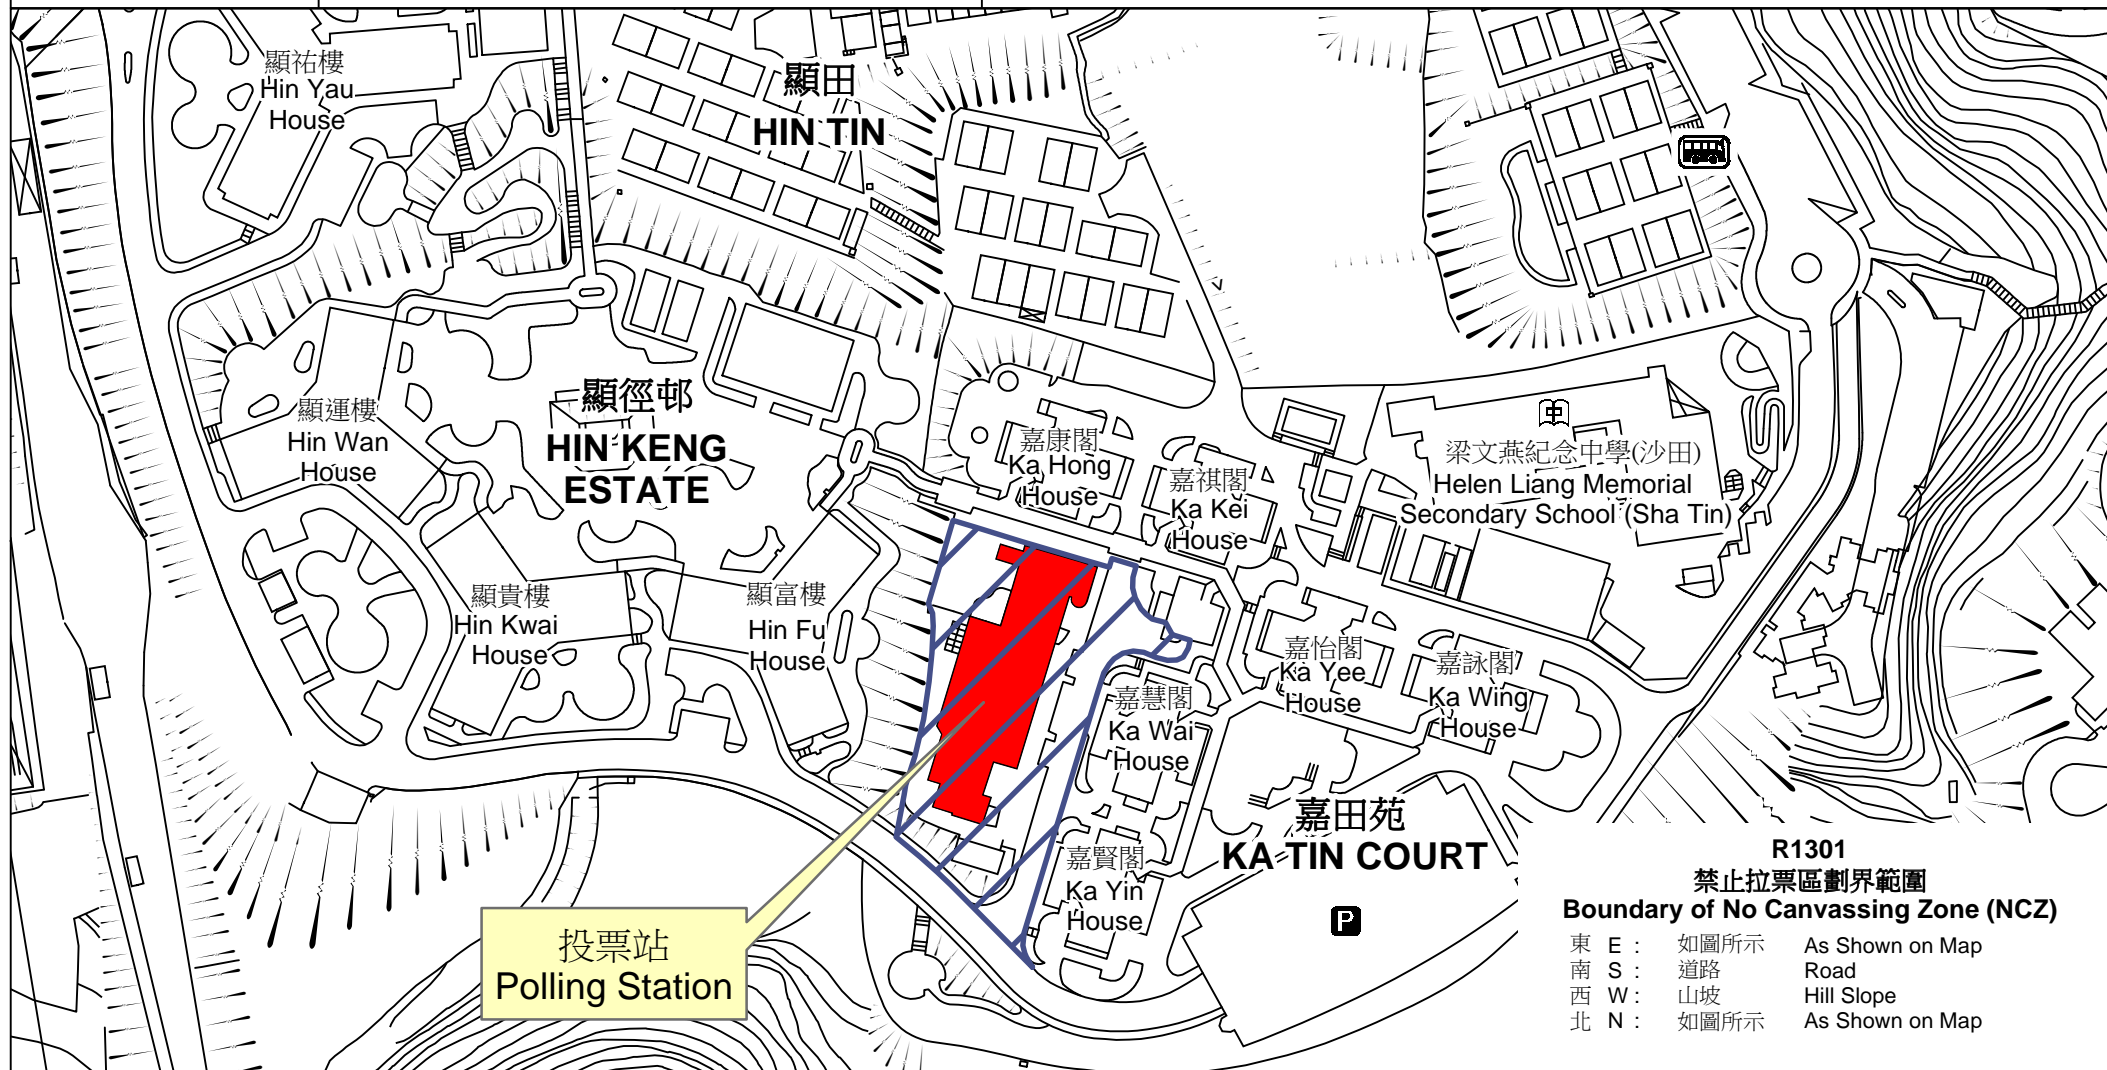 顯祐樓
Hin Yau
House
顯田
HIN TIN
顯運樓
Hin Wan
House
顯徑邨
HIN KENG
ESTATE
嘉康閣
Ka Hong
House
嘉祺閣
Ka Kei
House
中
梁文燕紀念中學(沙田)
Helen Liang Memorial
Secondary School (Sha Tin)
顯貴樓
Hin Kwai
House
顯富樓
Hin Fu
House
嘉怡閣
Ka Yee
House
嘉詠閣
Ka Wing
House
嘉慧閣
Ka Wai
House
嘉田苑
KA TIN COURT
嘉賢閣
Ka Yin
House
P
投票站
Polling Station
R1301
禁止拉票區劃界範圍
Boundary of No Canvassing Zone (NCZ)
東 E : 如圖所示 As Shown on Map
南 S : 道路 Road
西 W : 山坡 Hill Slope
北 N : 如圖所示 As Shown on Map